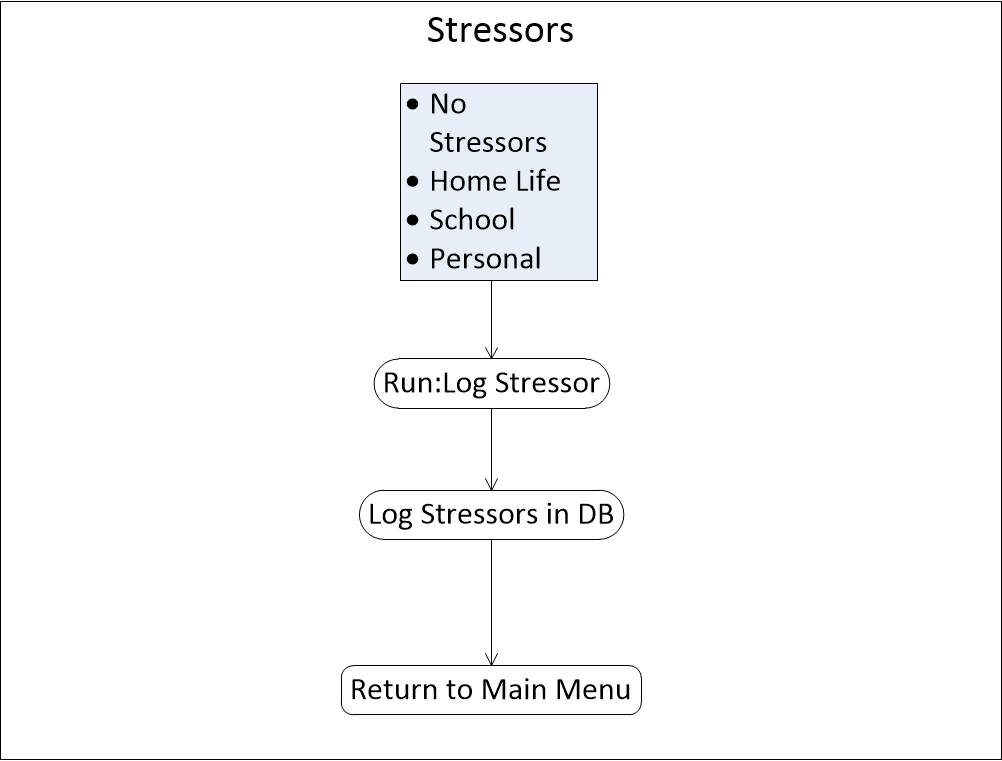 Stressors
• No
Stressors
• Home Life
• School
• Personal
Run:Log Stressor
Log Stressors in DB
Return to Main Menu